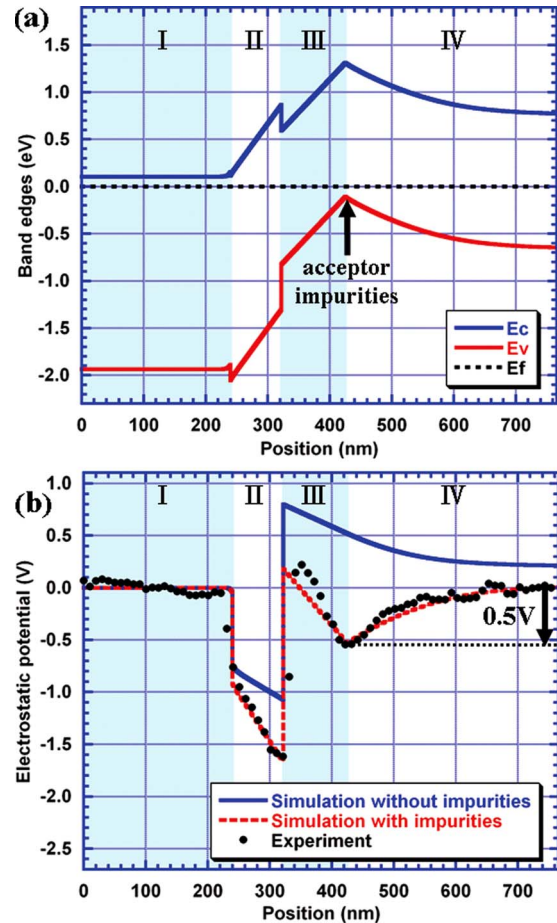 (a)
I II III IV
1.5
1.0
0.5
0.0
-0.5
-1.0
-1.5
-2.0
Band edges (eV)
acceptor
impurities
Ec
Ev
Ef
0 100 200 300 400 500 600 700
Position (nm)
(b)
I II III IV
1.0
0.5
0.0
-0.5
-1.0
-1.5
-2.0
-2.5
Electrostatic potential (V)
0.5V
Simulation without impurities
Simulation with impurities
Experiment
0 100 200 300 400 500 600 700
Position (nm)